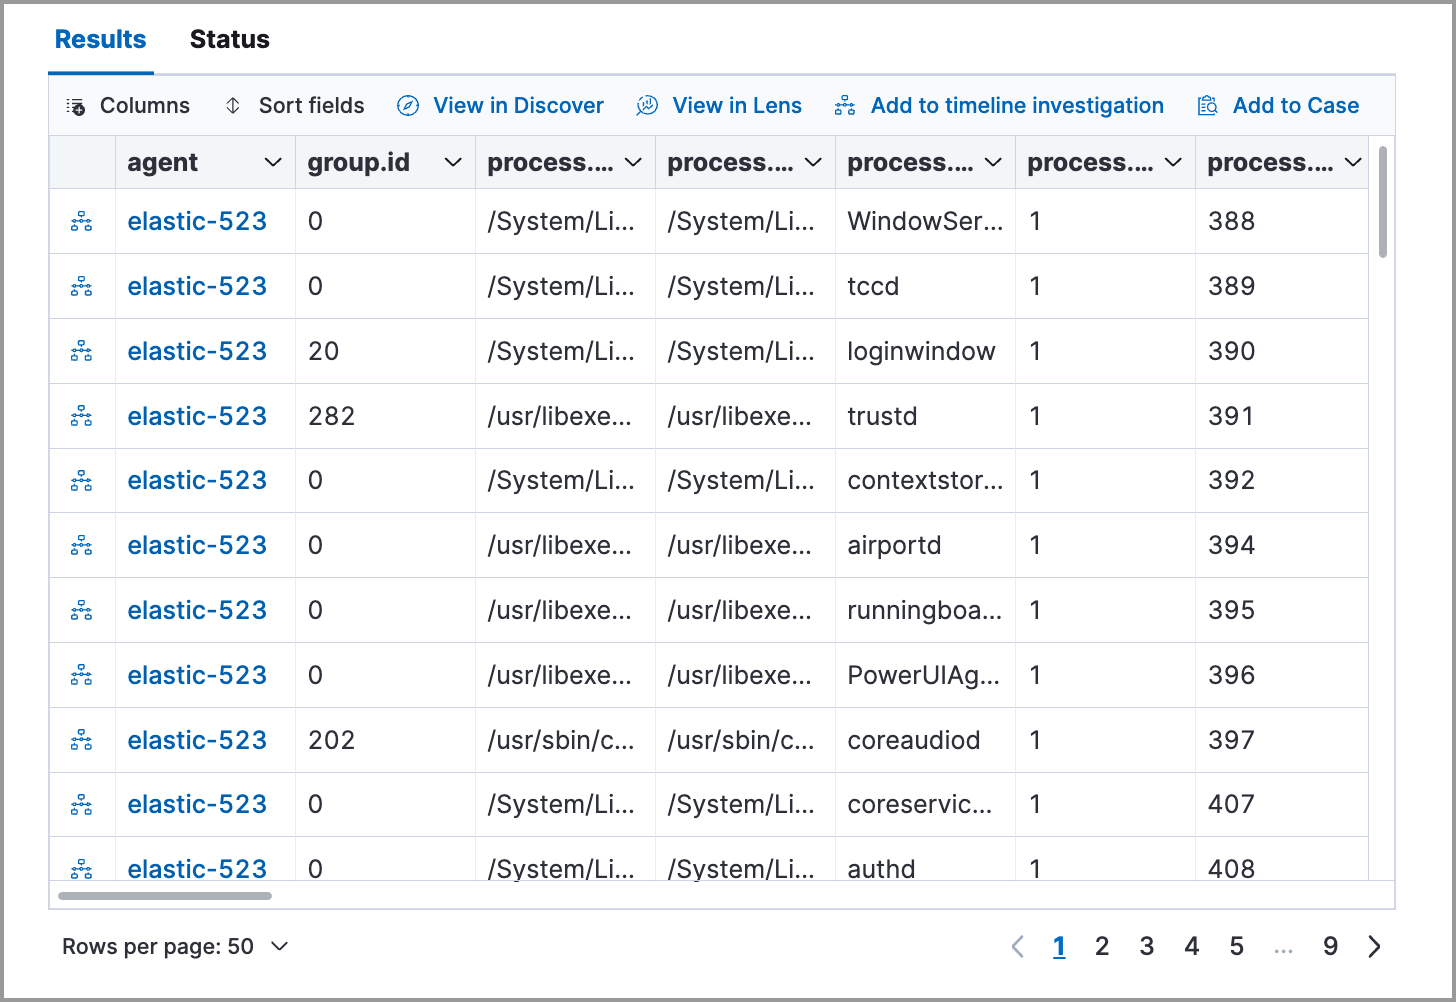 Results Status
Columns Sort fields View in Discover View in Lens Add to timeline investigation Add to Case
agent group.id process.... process.... process.... process.... process....
elastic-523 0 /System/Li... /System/Li... WindowSer... 1 388
elastic-523 0 /System/Li... /System/Li... tccd 1 389
elastic-523 20 /System/Li... /System/Li... loginwindow 1 390
elastic-523 282 /usr/libexe... /usr/libexe... trustd 1 391
elastic-523 0 /System/Li... /System/Li... contextstor... 1 392
elastic-523 0 /usr/libexe... /usr/libexe... airportd 1 394
elastic-523 0 /usr/libexe... /usr/libexe... runningboa... 1 395
elastic-523 0 /usr/libexe... /usr/libexe... PowerUIAg... 1 396
elastic-523 202 /usr/sbin/c... /usr/sbin/c... coreaudiod 1 397
elastic-523 0 /System/Li... /System/Li... coreservic... 1 407
elastic-523 0 /System/Li... /System/Li... authd 1 408
Rows per page: 50 1 2 3 4 5 ... 9